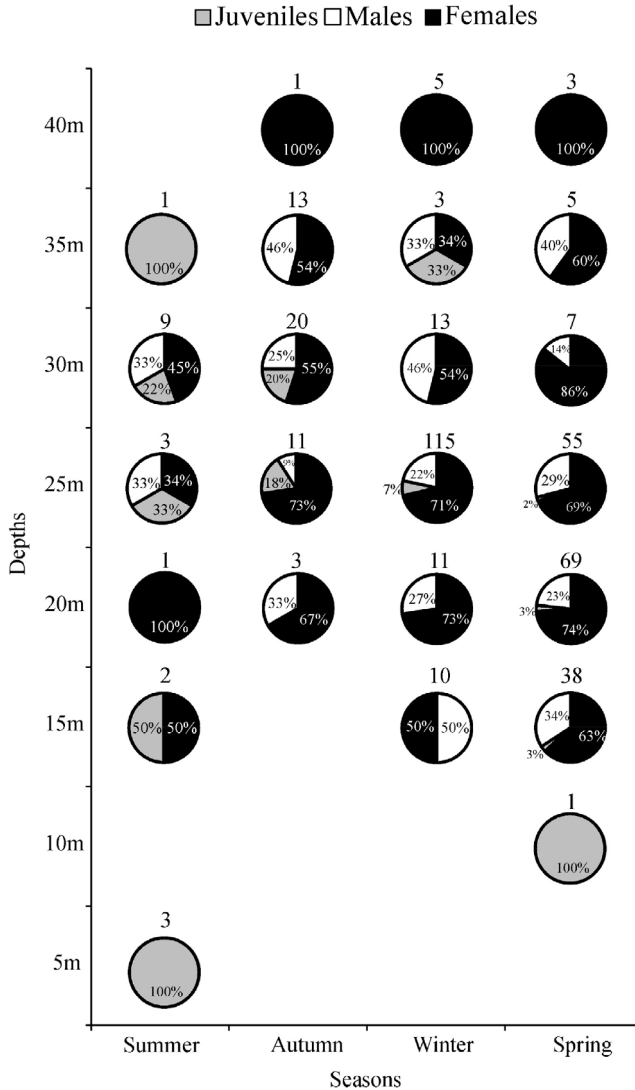 Juveniles Males Females
1 5 3
40m
100% 100% 100%
1 13 3 5
35m
100% 46% 54% 33% 34% 33% 40% 60%
9 20 13 7
30m
33% 45% 22% 25% 55% 20% 46% 54% 14% 86%
3 11 115 55
25m
33% 34% 33% 9% 18% 73% 22% 7% 71% 29% 2% 69%
1 3 11 69
20m
100% 33% 67% 27% 73% 23% 3% 74%
2 10 38
15m
50% 50% 50% 50% 34% 63% 3%
1
10m
100%
3
5m
100%
Depths
Summer Autumn Winter Spring
Seasons